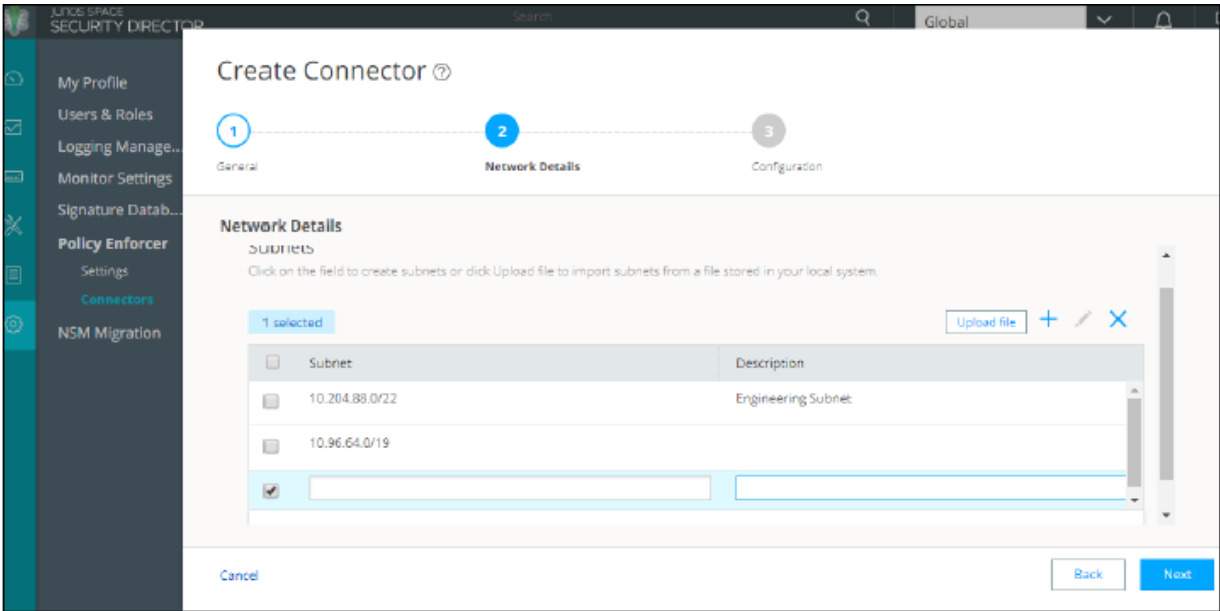 JUNOS SPACE
SECURITY DIRECTOR
Search
Global
My Profile
Users & Roles
Logging Manage...
Monitor Settings
Signature Datab...
Policy Enforcer
Settings
Connectors
NSM Migration
Create Connector ?
1
2
3
General
Network Details
Configuration
Network Details
Subnets
Click on the field to create subnets or click Upload file to import subnets from a file stored in your local system.
1 selected
Upload file
Subnet Description
10.204.88.0/22 Engineering Subnet
10.96.64.0/19
Cancel
Back
Next